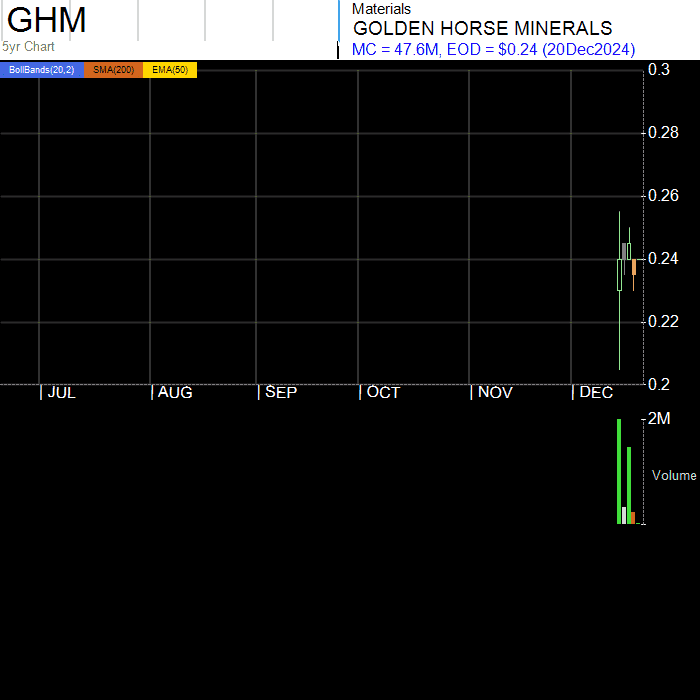 GHM
5yr Chart
Materials
GOLDEN HORSE MINERALS
MC = 47.6M, EOD = $0.24 (20Dec2024)
BollBands(20,2) SMA(200) EMA(50)
0.3
0.28
0.26
0.24
0.22
0.2
JUL AUG SEP OCT NOV DEC
2M
Volume